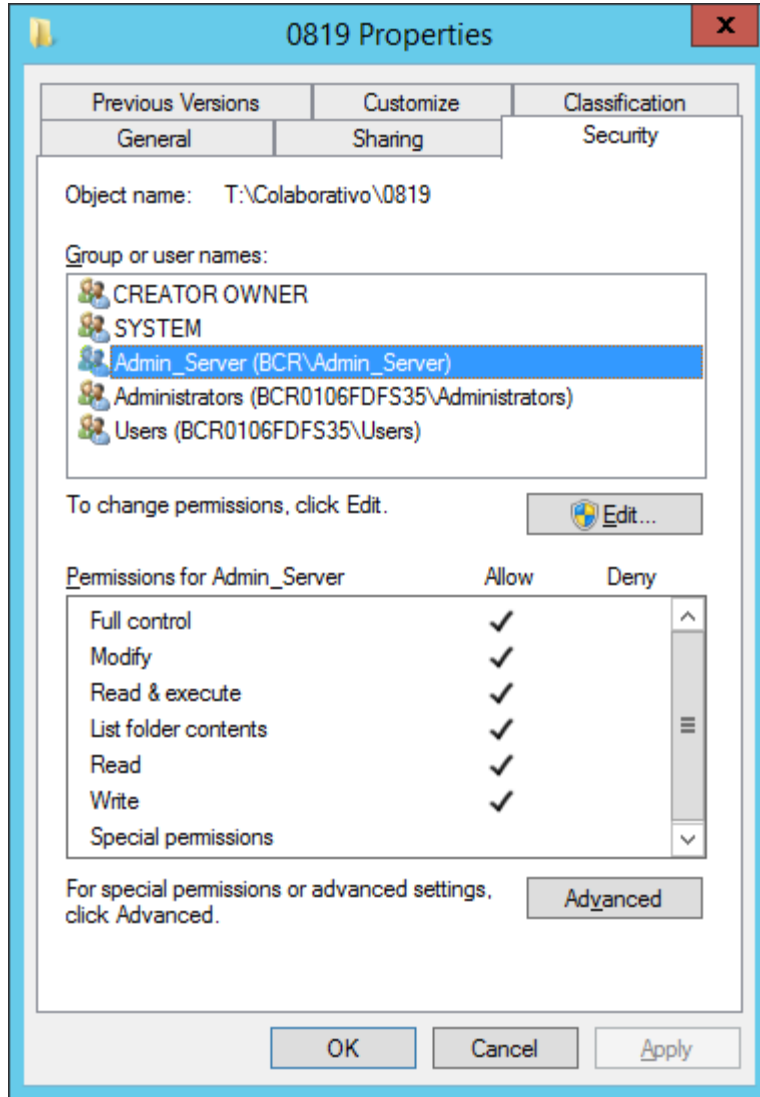 0819 Properties
x
Previous Versions Customize Classification
General Sharing Security
Object name: T:\Colaborativo\0819
Group or user names:
CREATOR OWNER
SYSTEM
Admin_Server (BCR\Admin_Server)
Administrators (BCR0106FDFS35\Administrators)
Users (BCR0106FDFS35\Users)
To change permissions, click Edit.
Edit...
Permissions for Admin_Server Allow Deny
Full control
Modify
Read & execute
List folder contents
Read
Write
Special permissions
For special permissions or advanced settings,
click Advanced.
Advanced
OK Cancel Apply